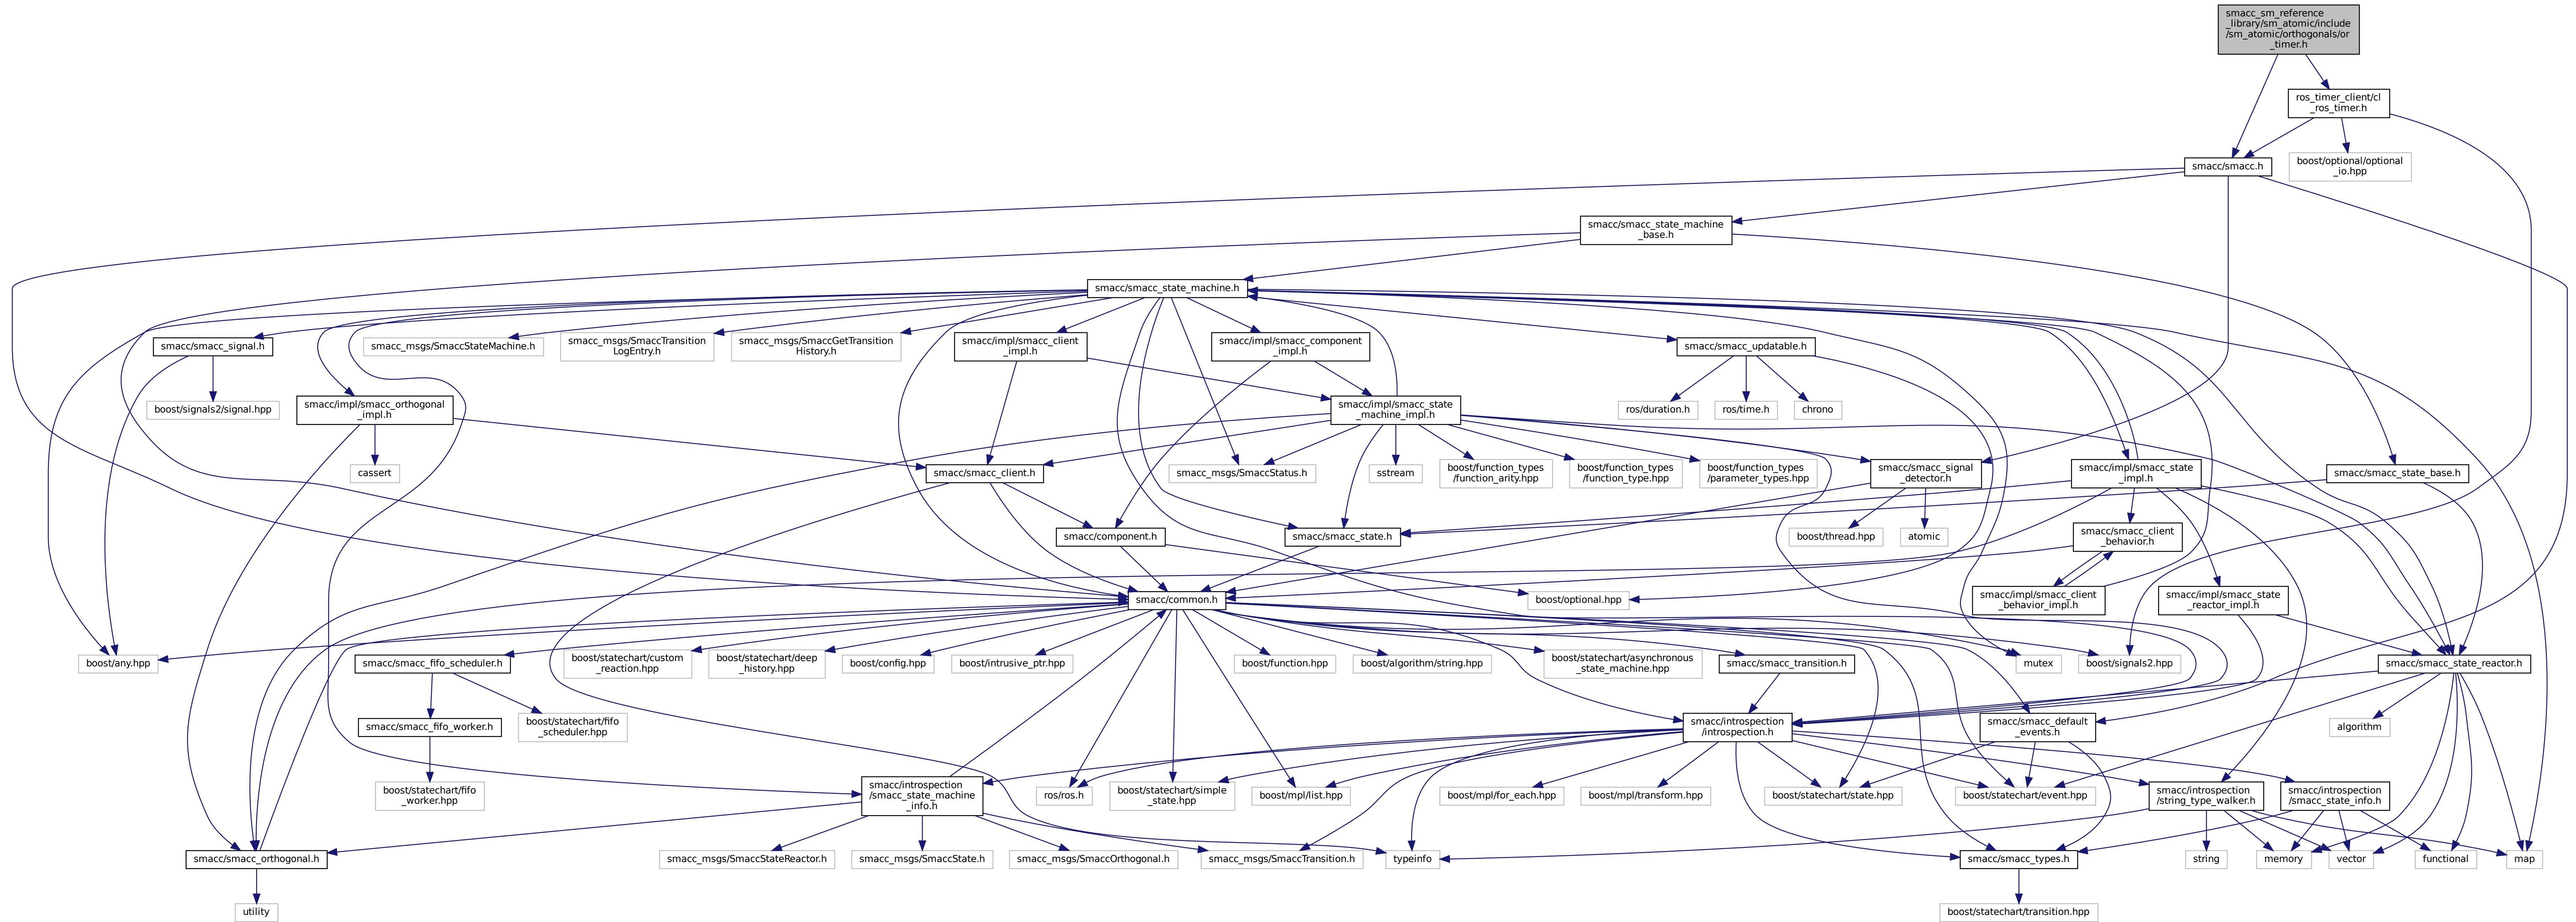 smacc_sm_reference
_library/sm_atomic/include
/sm_atomic/orthogonals/or
_timer.h
ros_timer_client/cl
_ros_timer.h
smacc/smacc.h
boost/optional/optional
_io.hpp
smacc/smacc_state_machine
_base.h
smacc/smacc_state_machine.h
smacc/smacc_signal.h
smacc_msgs/SmaccStateMachine.h
smacc_msgs/SmaccTransition
LogEntry.h
smacc_msgs/SmaccGetTransition
History.h
smacc/impl/smacc_client
_impl.h
smacc/impl/smacc_component
_impl.h
smacc/smacc_updatable.h
boost/signals2/signal.hpp
smacc/impl/smacc_orthogonal
_impl.h
smacc/impl/smacc_state
_machine_impl.h
ros/duration.h
ros/time.h
chrono
cassert
smacc/smacc_client.h
smacc_msgs/SmaccStatus.h
sstream
boost/function_types
/function_arity.hpp
boost/function_types
/function_type.hpp
boost/function_types
/parameter_types.hpp
smacc/smacc_signal
_detector.h
smacc/impl/smacc_state
_impl.h
smacc/smacc_state_base.h
smacc/component.h
smacc/smacc_state.h
boost/thread.hpp
atomic
smacc/smacc_client
_behavior.h
smacc/common.h
boost/optional.hpp
smacc/impl/smacc_client
_behavior_impl.h
smacc/impl/smacc_state
_reactor_impl.h
boost/any.hpp
smacc/smacc_fifo_scheduler.h
boost/statechart/custom
_reaction.hpp
boost/statechart/deep
_history.hpp
boost/config.hpp
boost/intrusive_ptr.hpp
boost/function.hpp
boost/algorithm/string.hpp
boost/statechart/asynchronous
_state_machine.hpp
smacc/smacc_transition.h
mutex
boost/signals2.hpp
smacc/smacc_state_reactor.h
smacc/smacc_fifo_worker.h
boost/statechart/fifo
_scheduler.hpp
smacc/introspection
/introspection.h
smacc/smacc_default
_events.h
algorithm
boost/statechart/fifo
_worker.hpp
smacc/introspection
/smacc_state_machine
_info.h
ros/ros.h
boost/statechart/simple
_state.hpp
boost/mpl/list.hpp
boost/mpl/for_each.hpp
boost/mpl/transform.hpp
boost/statechart/state.hpp
boost/statechart/event.hpp
smacc/introspection
/string_type_walker.h
smacc/introspection
/smacc_state_info.h
smacc/smacc_orthogonal.h
smacc_msgs/SmaccStateReactor.h
smacc_msgs/SmaccState.h
smacc_msgs/SmaccOrthogonal.h
smacc_msgs/SmaccTransition.h
typeinfo
smacc/smacc_types.h
string
memory
vector
functional
map
utility
boost/statechart/transition.hpp